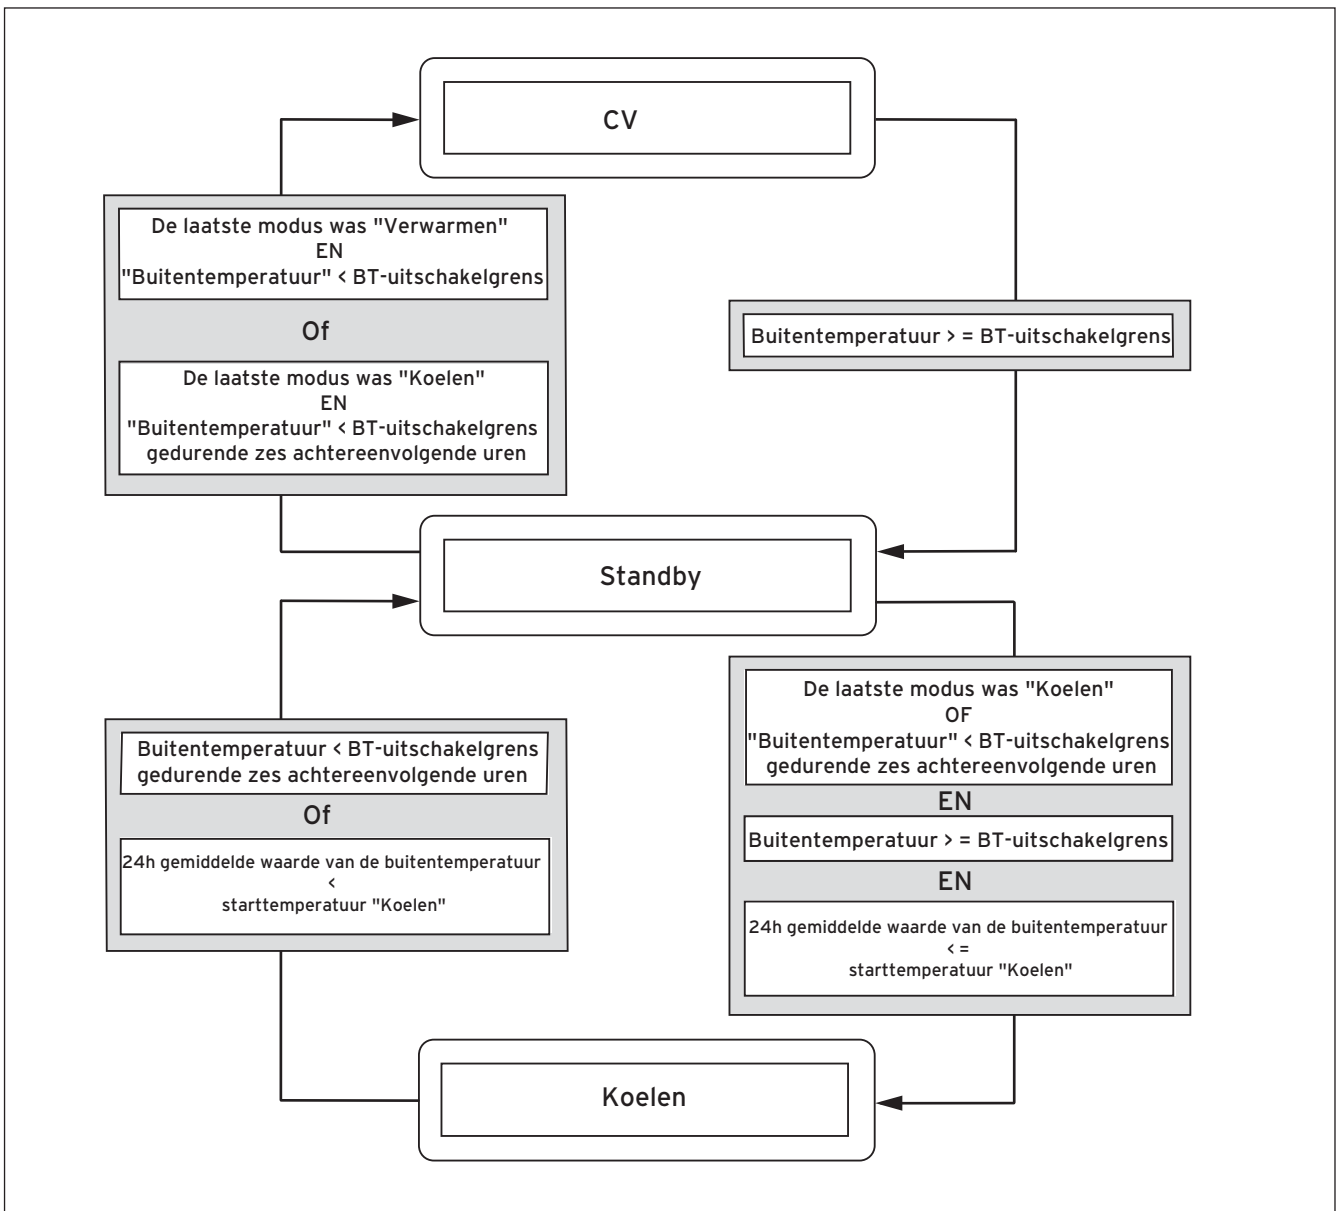 CV
De laatste modus was "Verwarmen"
EN
"Buitentemperatuur" < BT-uitschakelgrens
Of
De laatste modus was "Koelen"
EN
"Buitentemperatuur" < BT-uitschakelgrens
gedurende zes achtereenvolgende uren
Buitentemperatuur > = BT-uitschakelgrens
Standby
Buitentemperatuur < BT-uitschakelgrens
gedurende zes achtereenvolgende uren
Of
24h gemiddelde waarde van de buitentemperatuur
<
starttemperatuur "Koelen"
De laatste modus was "Koelen"
OF
"Buitentemperatuur" < BT-uitschakelgrens
gedurende zes achtereenvolgende uren
EN
Buitentemperatuur > = BT-uitschakelgrens
EN
24h gemiddelde waarde van de buitentemperatuur
< =
starttemperatuur "Koelen"
Koelen